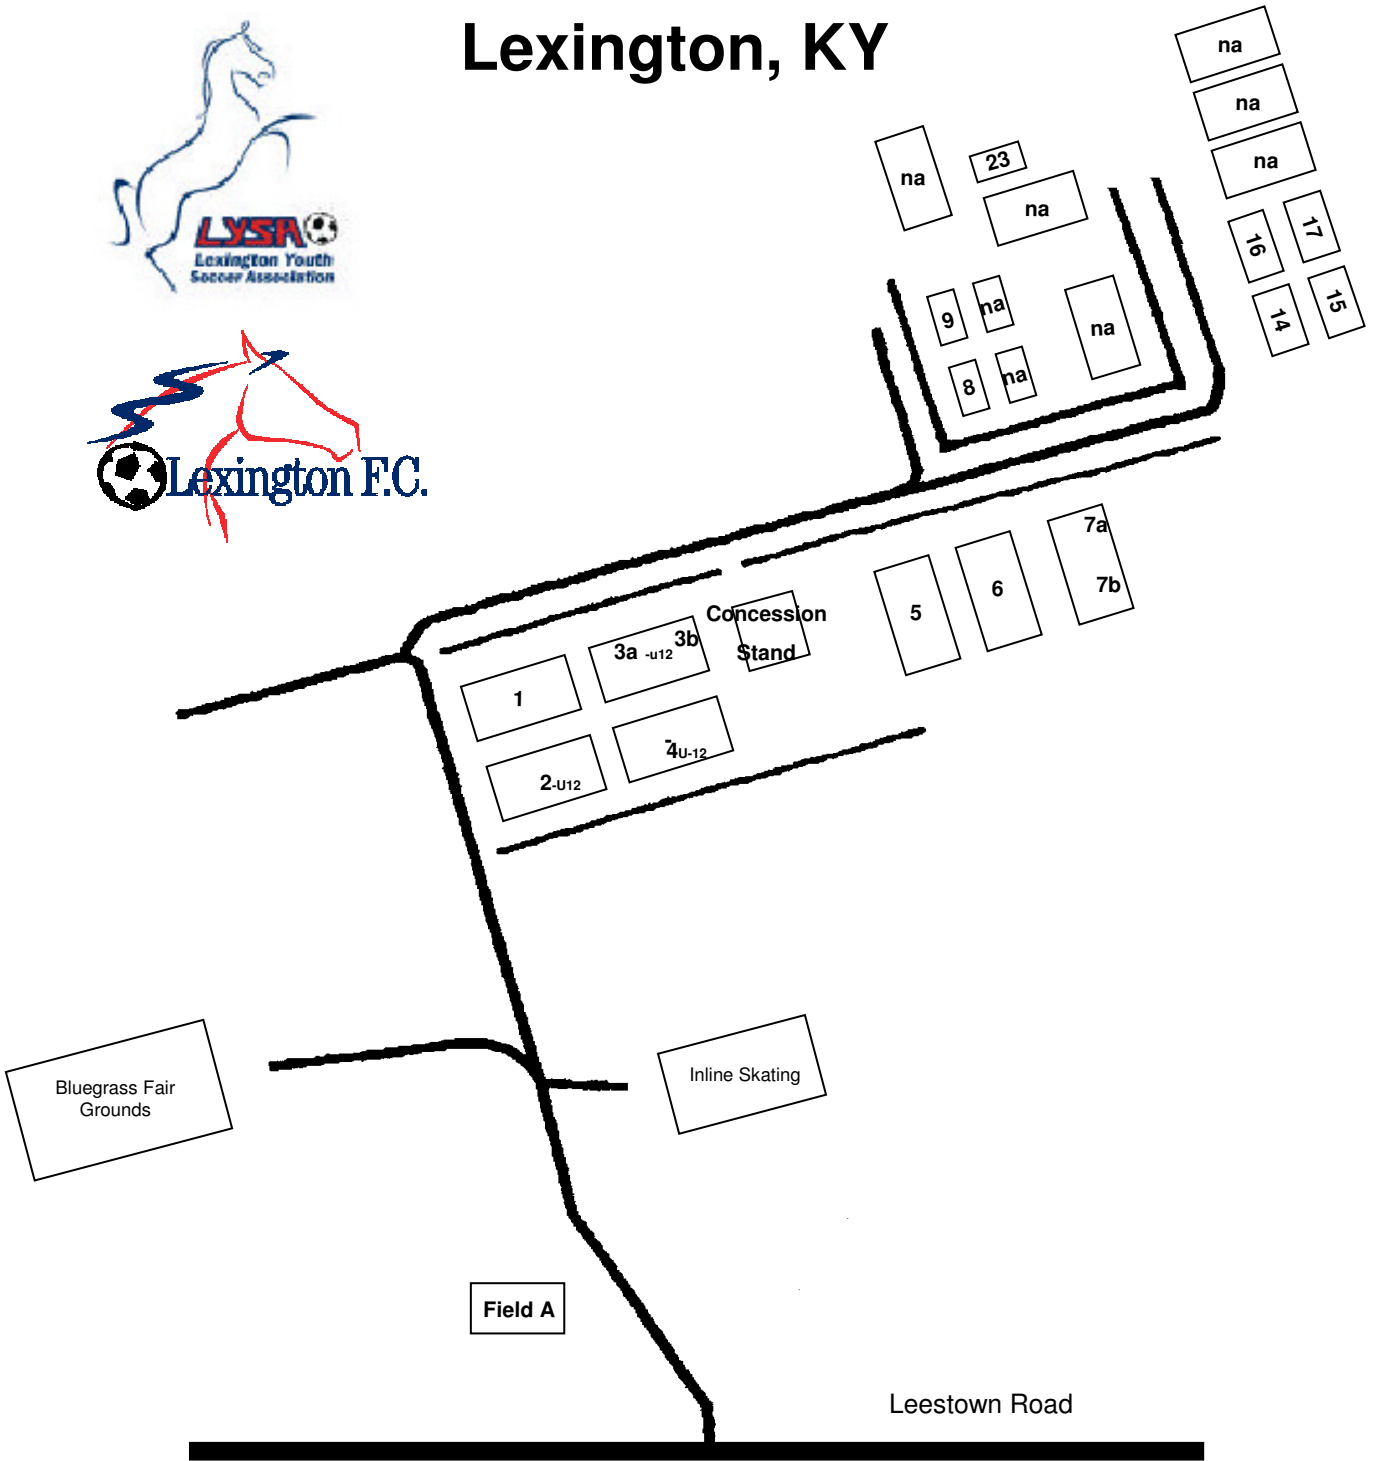 Lexington, KY
LYSA
Lexington Youth
Soccer Association
Lexington F.C.
na
na
na
na
23
na
16
17
14
15
9
na
8
na
na
7a
7b
6
5
Concession
Stand
3a -u12 3b
1
-
4U-12
2-U12
Bluegrass Fair
Grounds
Inline Skating
Field A
Leestown Road